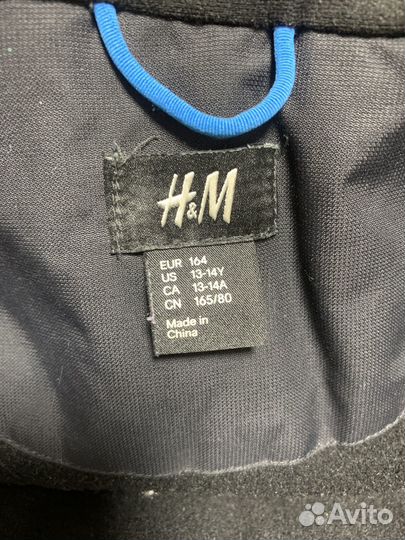 H&M
EUR 164
US 13-14Y
CA 13-14A
CN 165/80
Made in
China
Avito